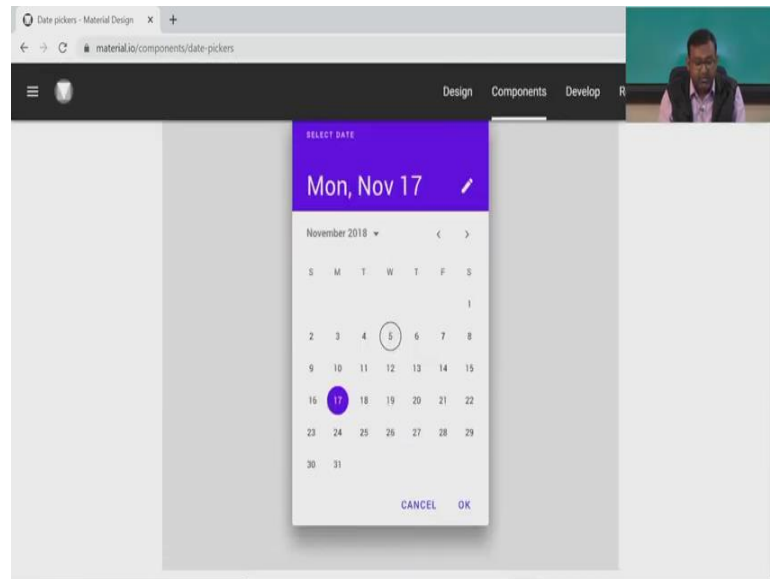 Date pickers - Material Design
material.io/components/date-pickers
Design Components Develop R
SELECT DATE
Mon, Nov 17
November 2018
S M T W T F S
1
2 3 4 5 6 7 8
9 10 11 12 13 14 15
16 17 18 19 20 21 22
23 24 25 26 27 28 29
30 31
CANCEL OK